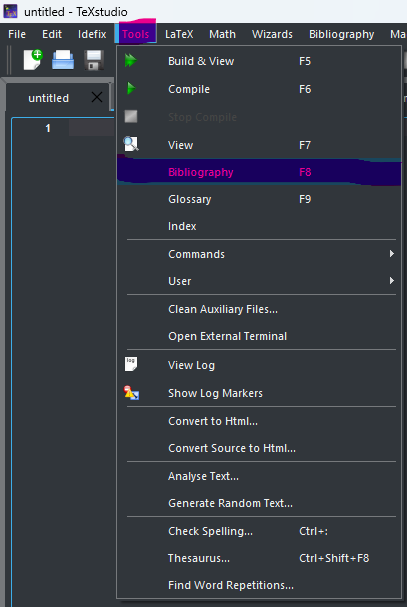 untitled - TeXstudio
File Edit Idefix Tools LaTeX Math Wizards Bibliography Ma
untitled
1
Build & View F5
Compile F6
Stop Compile
View F7
Bibliography F8
Glossary F9
Index
Commands
User
Clean Auxiliary Files...
Open External Terminal
log
View Log
Show Log Markers
Convert to Html...
Convert Source to Html...
Analyse Text...
Generate Random Text...
Check Spelling... Ctrl+:
Thesaurus... Ctrl+Shift+F8
Find Word Repetitions...